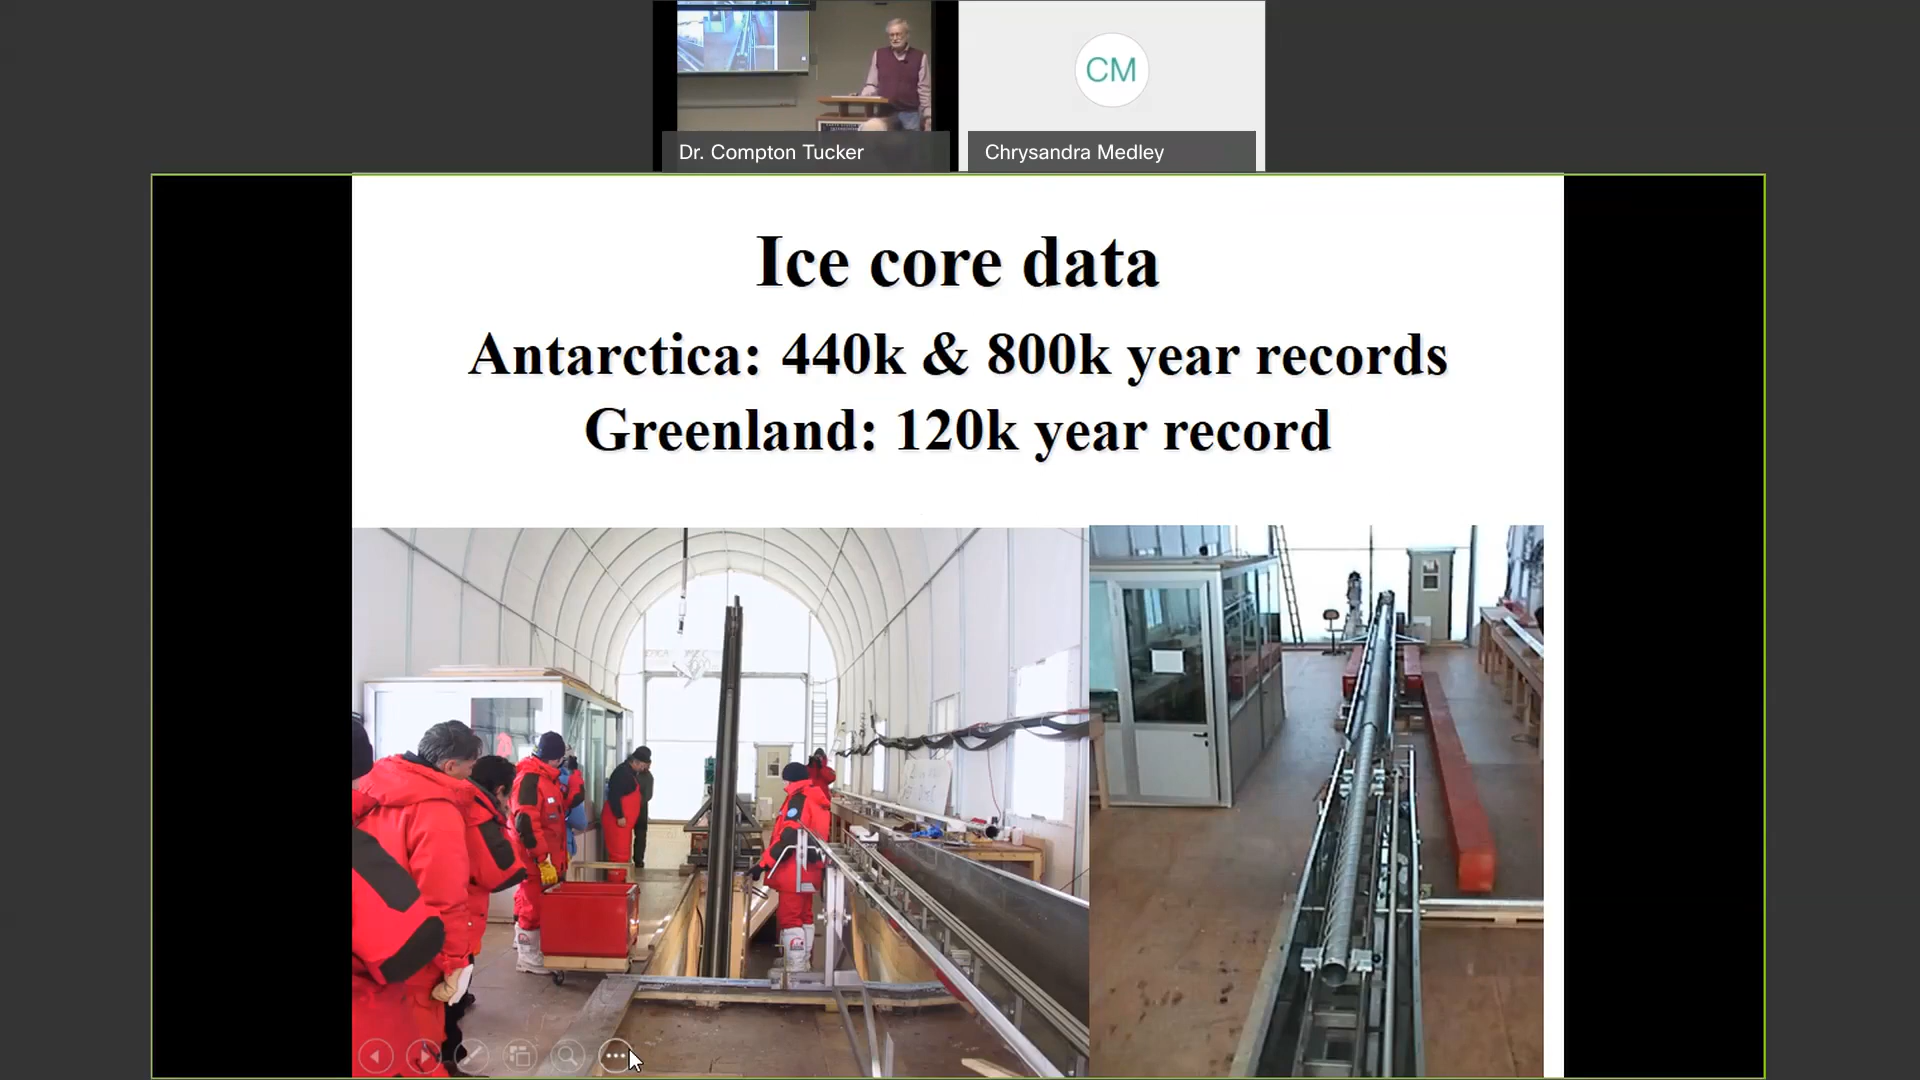 Dr. Compton Tucker
CM
Chrysandra Medley
Ice core data
Antarctica: 440k & 800k year records
Greenland: 120k year record